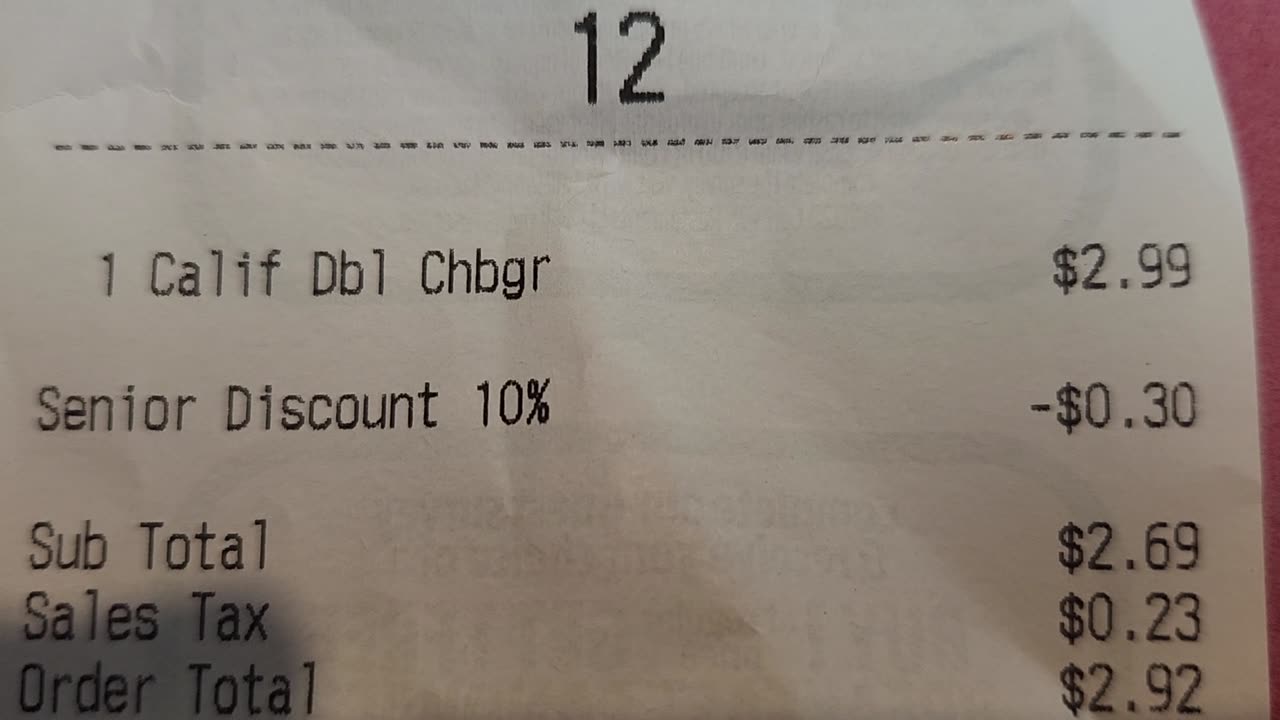 12
1 Calif Dbl Chbgr $2.99
Senior Discount 10% -$0.30
Sub Total $2.69
Sales Tax $0.23
Order Total $2.92